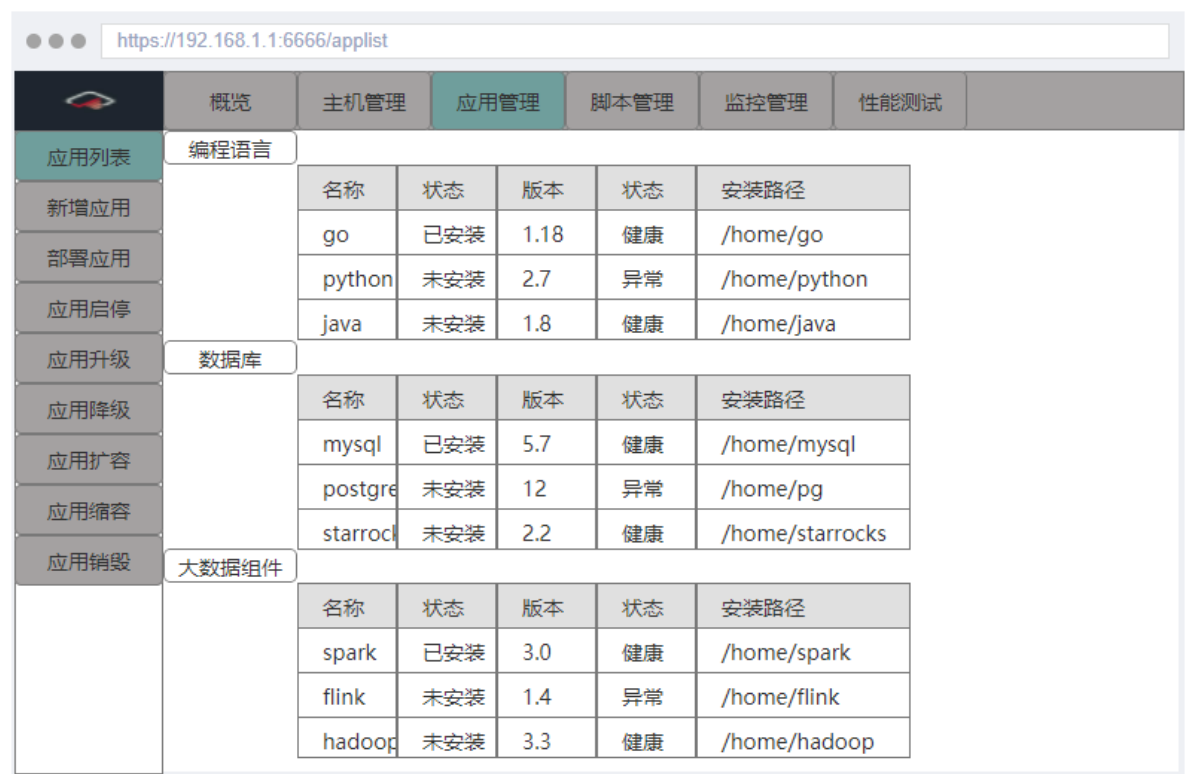 https://192.168.1.1:6666/applist
概览 主机管理 应用管理 脚本管理 监控管理 性能测试
应用列表
新增应用
部署应用
应用启停
应用升级
应用降级
应用扩容
应用缩容
应用销毁
编程语言
名称 状态 版本 状态 安装路径
go 已安装 1.18 健康 /home/go
python 未安装 2.7 异常 /home/python
java 未安装 1.8 健康 /home/java
数据库
名称 状态 版本 状态 安装路径
mysql 已安装 5.7 健康 /home/mysql
postgre 未安装 12 异常 /home/pg
starrock 未安装 2.2 健康 /home/starrocks
大数据组件
名称 状态 版本 状态 安装路径
spark 已安装 3.0 健康 /home/spark
flink 未安装 1.4 异常 /home/flink
hadoop 未安装 3.3 健康 /home/hadoop